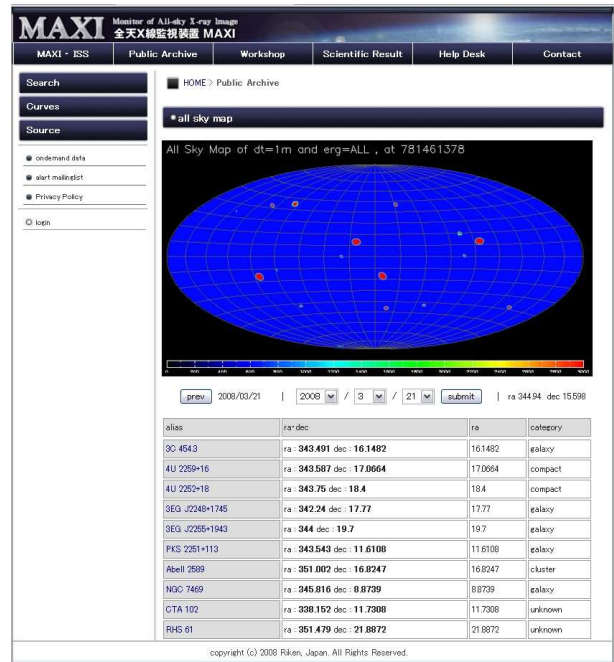 MAXI Monitor of All-sky X-ray Image
全天X線監視装置 MAXI
MAXI - ISS Public Archive Workshop Scientific Result Help Desk Contact
Search
Curves
Source
ondemand data
alert mailinglist
Privacy Policy
login
HOME > Public Archive
all sky map
All Sky Map of dt=1m and erg=ALL , at 781461378
prev 2008/03/21 | 2008 / 3 / 21 submit | ra 344.94 dec 15.598
alias ra·dec ra category
3C 454.3 ra : 343.491 dec : 16.1482 16.1482 galaxy
4U 2259+16 ra : 343.587 dec : 17.0664 17.0664 compact
4U 2252+18 ra : 343.75 dec : 18.4 18.4 compact
3EG J2248+1745 ra : 342.24 dec : 17.77 17.77 galaxy
3EG J2255+1943 ra : 344 dec : 19.7 19.7 galaxy
PKS 2251+113 ra : 343.543 dec : 11.6108 11.6108 galaxy
Abell 2589 ra : 351.002 dec : 16.8247 16.8247 cluster
NGC 7469 ra : 345.816 dec : 8.8739 8.8739 galaxy
CTA 102 ra : 338.152 dec : 11.7308 11.7308 unknown
RHS 61 ra : 351.479 dec : 21.8872 21.8872 unknown
copyright (c) 2008 Riken, Japan. All Rights Reserved.